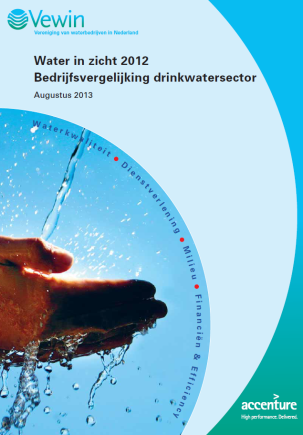 Vewin
Vereniging van waterbedrijven in Nederland
Water in zicht 2012
Bedrijfsvergelijking drinkwatersector
Augustus 2013
Waterkwaliteit • Dienstverlening • Milieu • Financiën & Efficiency
accenture
High performance. Delivered.